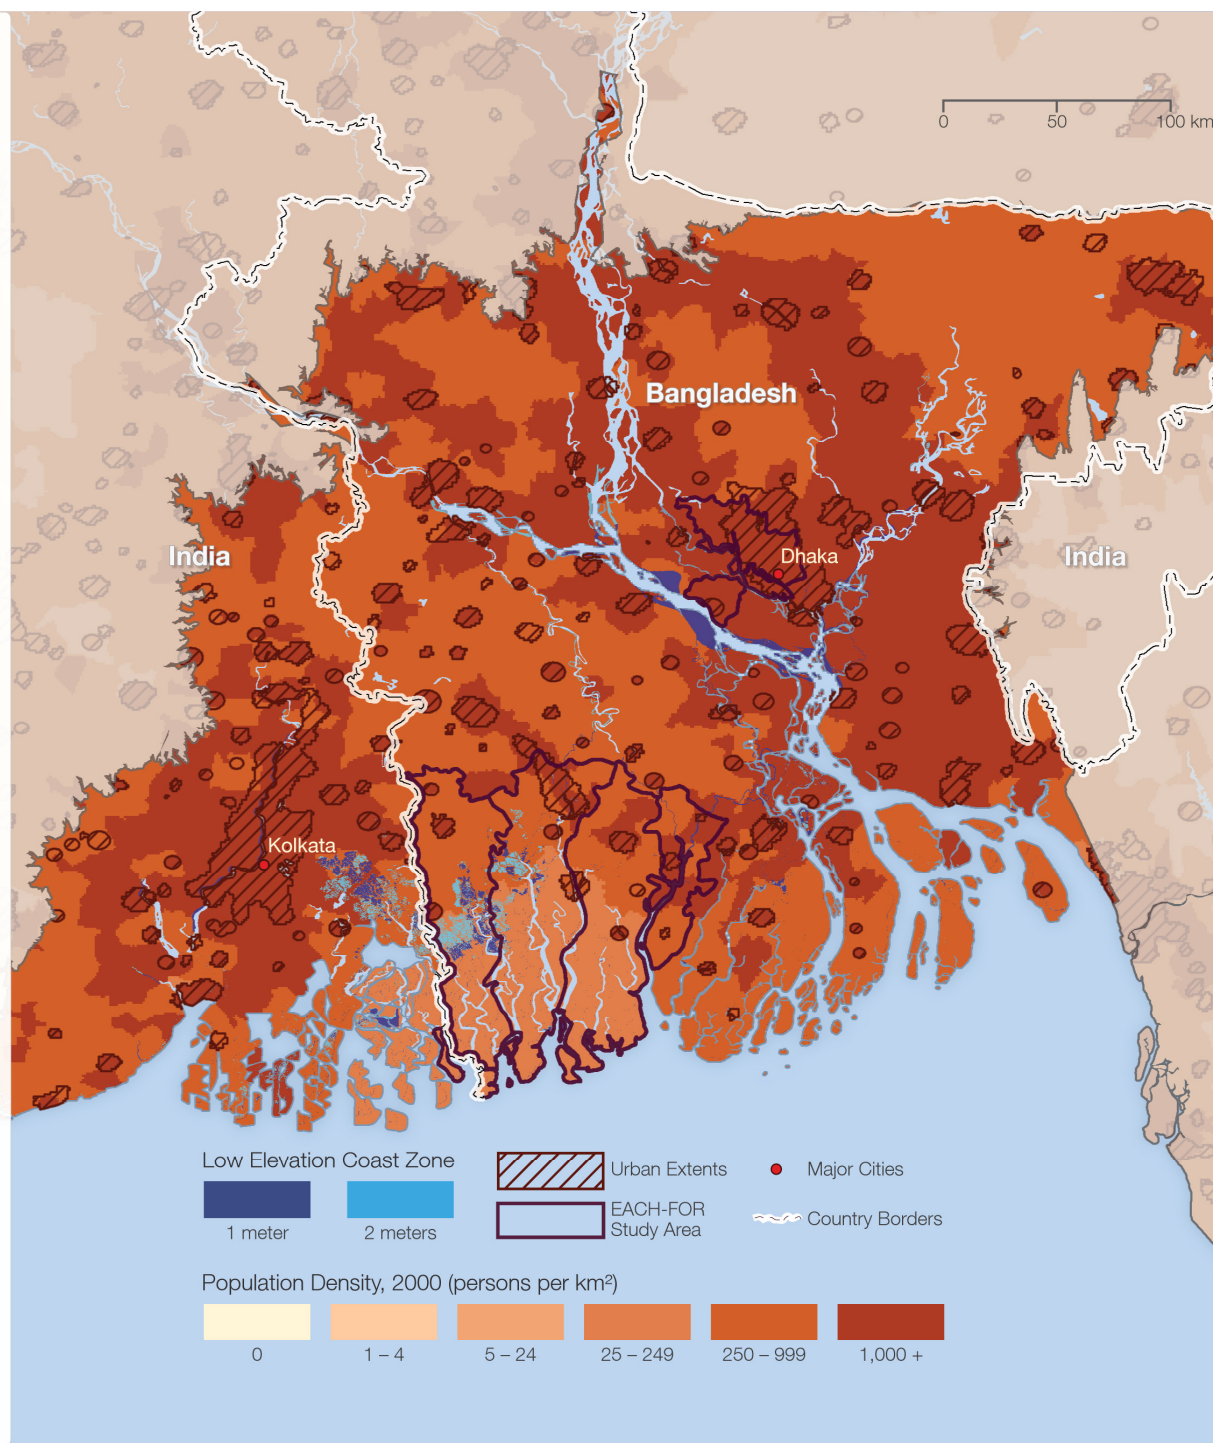 0 50 100 km
Bangladesh
India
Dhaka
India
Kolkata
Low Elevation Coast Zone
1 meter
2 meters
Urban Extents
EACH-FOR
Study Area
Major Cities
Country Borders
Population Density, 2000 (persons per km²)
0
1 – 4
5 – 24
25 – 249
250 – 999
1,000 +